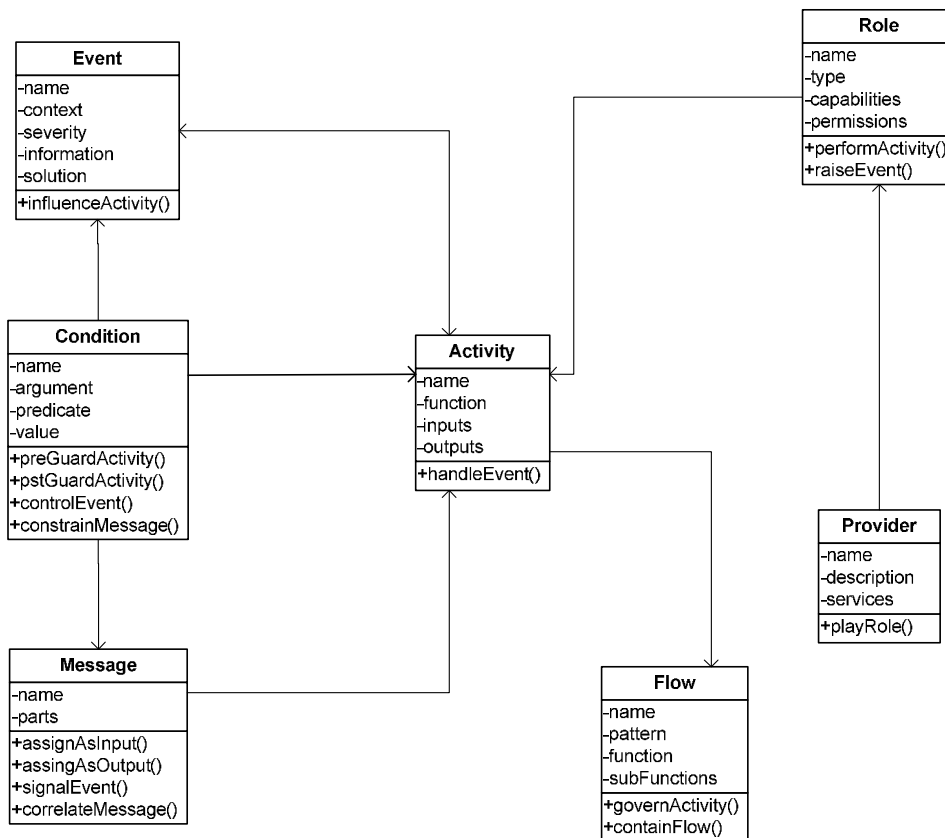 Event
-name
-context
-severity
-information
-solution
+influenceActivity()
Role
-name
-type
-capabilities
-permissions
+performActivity()
+raiseEvent()
Condition
-name
-argument
-predicate
-value
+preGuardActivity()
+pstGuardActivity()
+controlEvent()
+constrainMessage()
Activity
-name
-function
-inputs
-outputs
+handleEvent()
Provider
-name
-description
-services
+playRole()
Message
-name
-parts
+assignAsInput()
+assingAsOutput()
+signalEvent()
+correlateMessage()
Flow
-name
-pattern
-function
-subFunctions
+governActivity()
+containFlow()